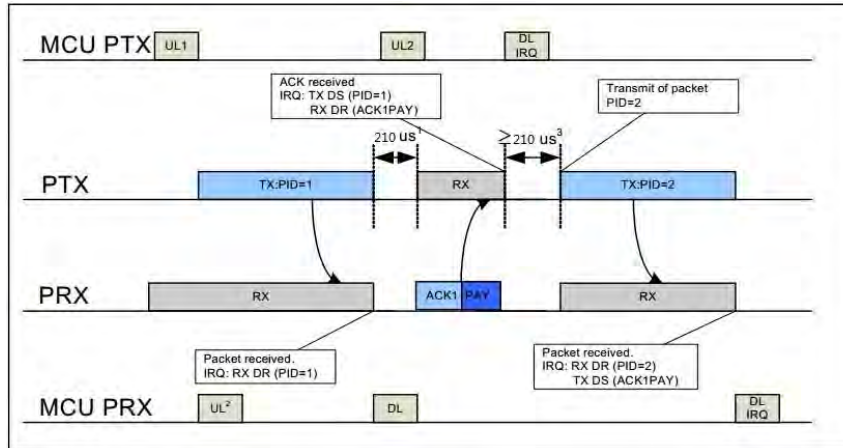 MCU PTX
UL1
UL2
DL
IRQ
ACK received
IRQ: TX DS (PID=1)
RX DR (ACK1PAY)
Transmit of packet
PID=2
210 us¹
≥210 us³
PTX
TX:PID=1
RX
TX:PID=2
PRX
RX
ACK1 PAY
RX
Packet received.
IRQ: RX DR (PID=1)
Packet received.
IRQ: RX DR (PID=2)
TX DS (ACK1PAY)
MCU PRX
UL²
DL
DL
IRQ